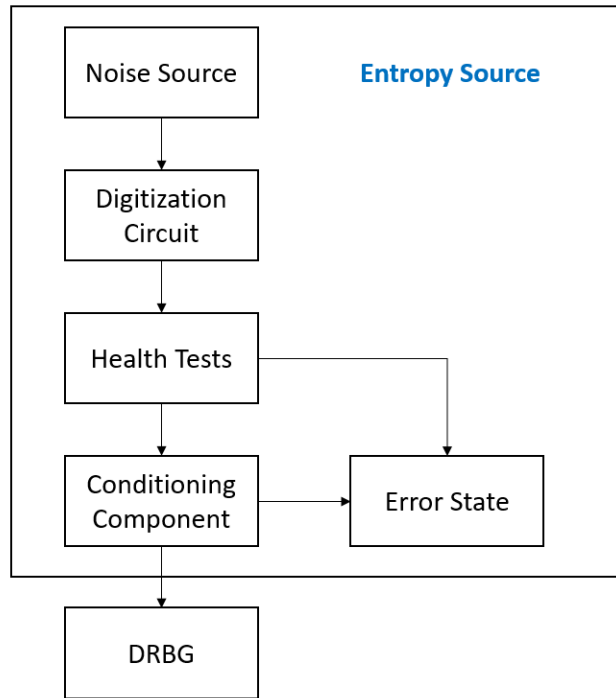 Noise Source
Entropy Source
Digitization
Circuit
Health Tests
Conditioning
Component
Error State
DRBG